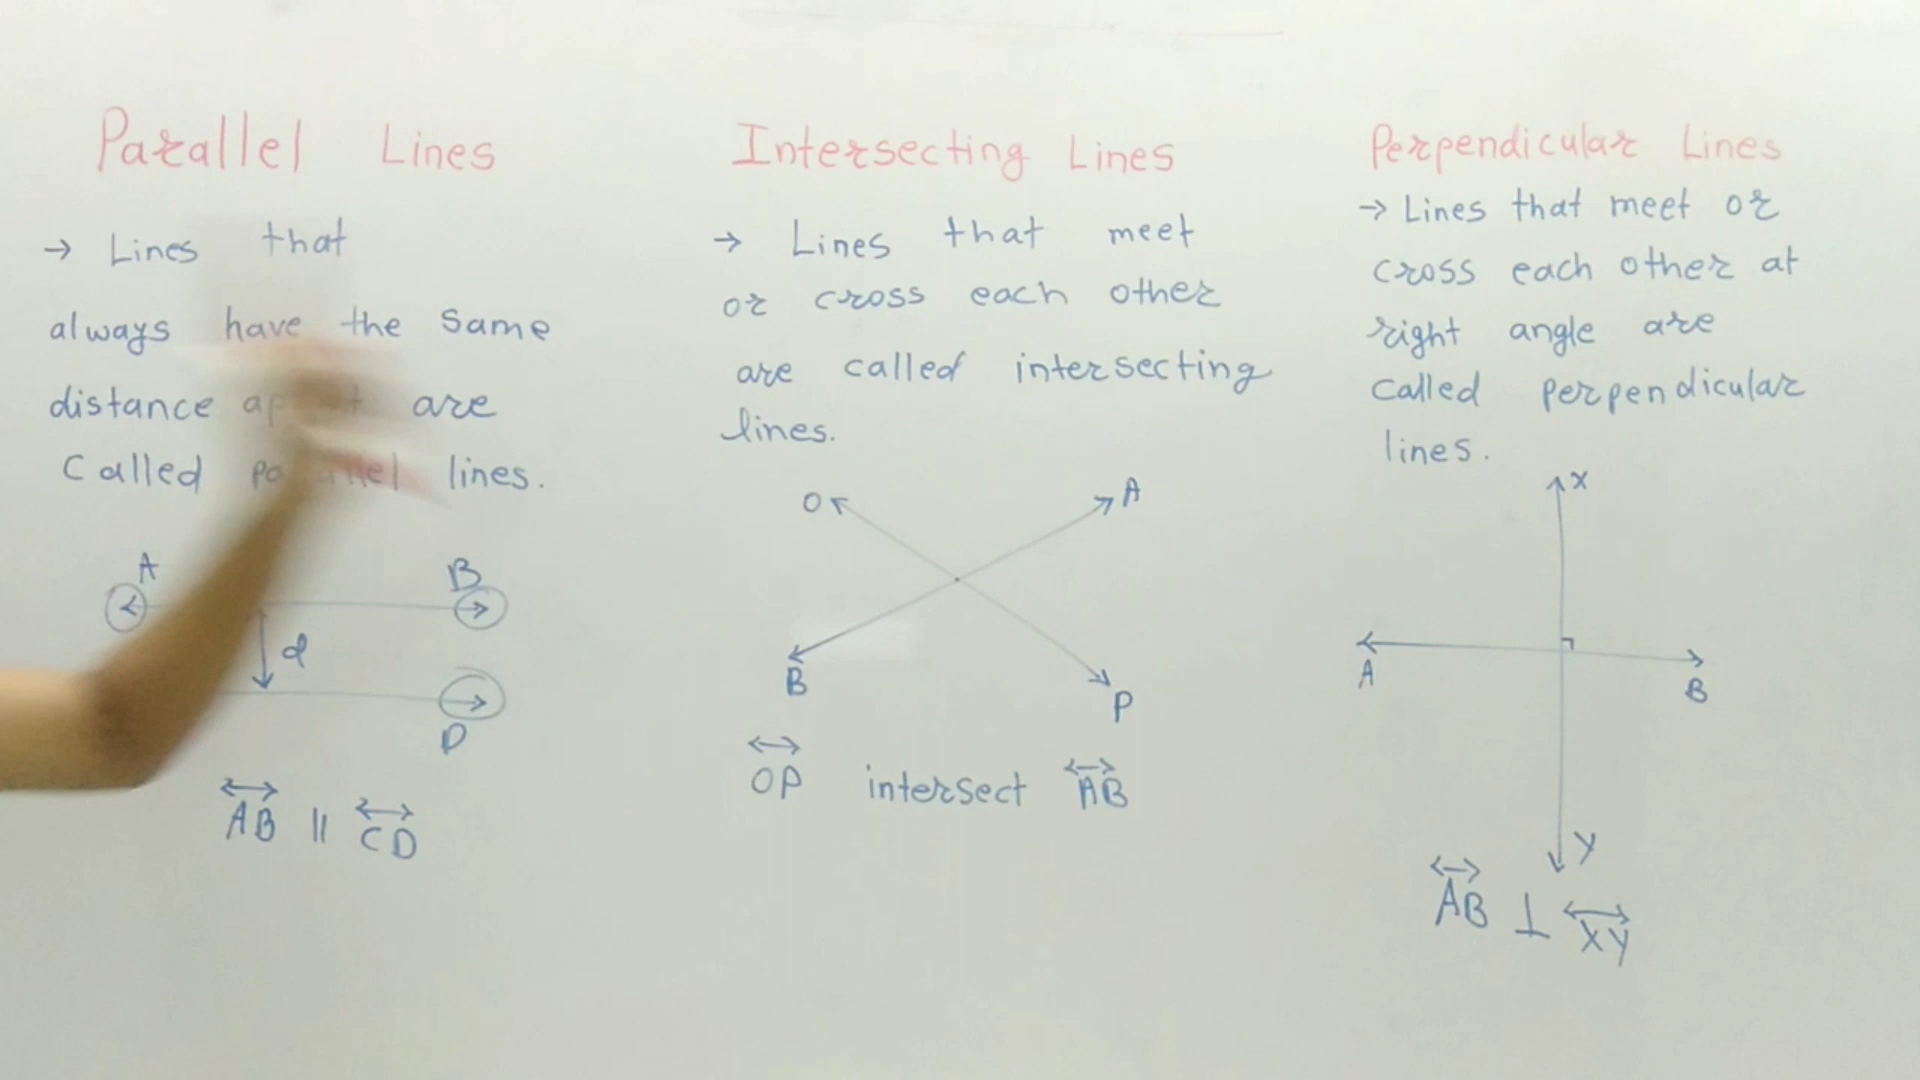 Parallel Lines
→ Lines that
always have the same
distance apart are
Called parallel lines.
A B
d
D
AB || CD
Intersecting Lines
→ Lines that meet
or cross each other
are called intersecting
lines.
O A
B P
OP intersect AB
Perpendicular Lines
→ Lines that meet or
cross each other at
right angle are
called perpendicular
lines.
X
A B
Y
AB ⊥ XY